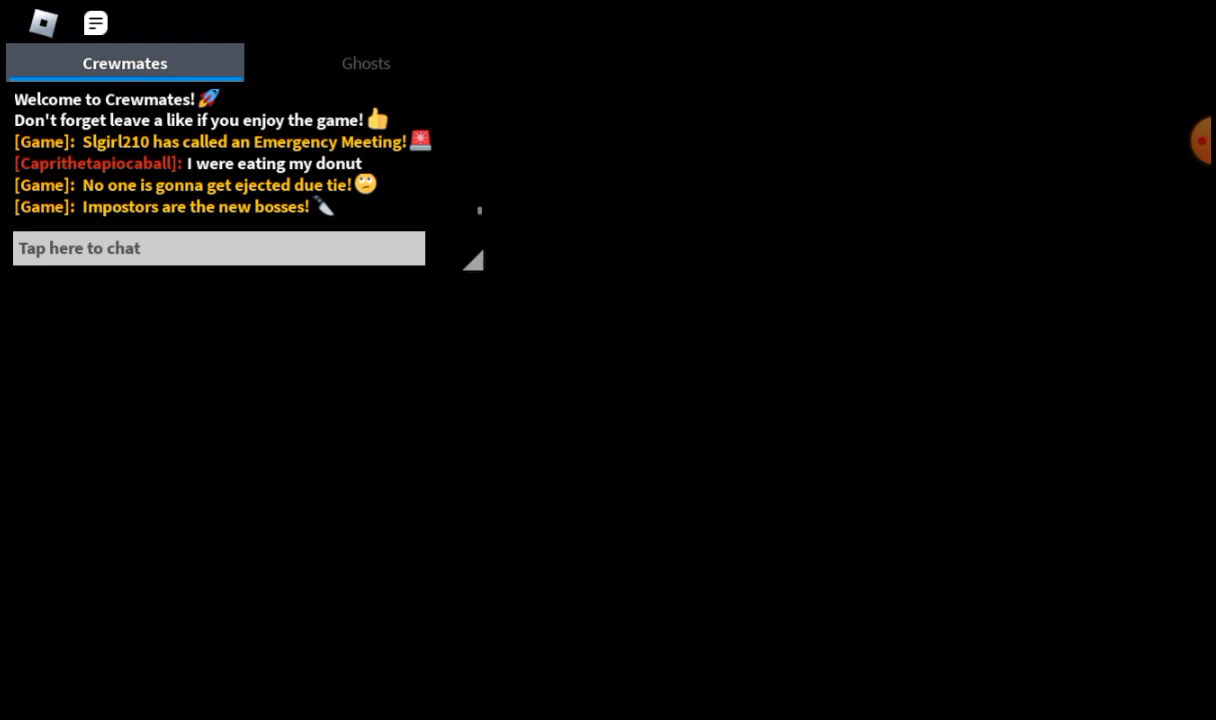 Crewmates
Ghosts
Welcome to Crewmates!🚀
Don't forget leave a like if you enjoy the game!👍
[Game]: Slgirl210 has called an Emergency Meeting!🚨
[Caprithetapiocaball]: I were eating my donut
[Game]: No one is gonna get ejected due tie!🙄
[Game]: Impostors are the new bosses!🔪
Tap here to chat